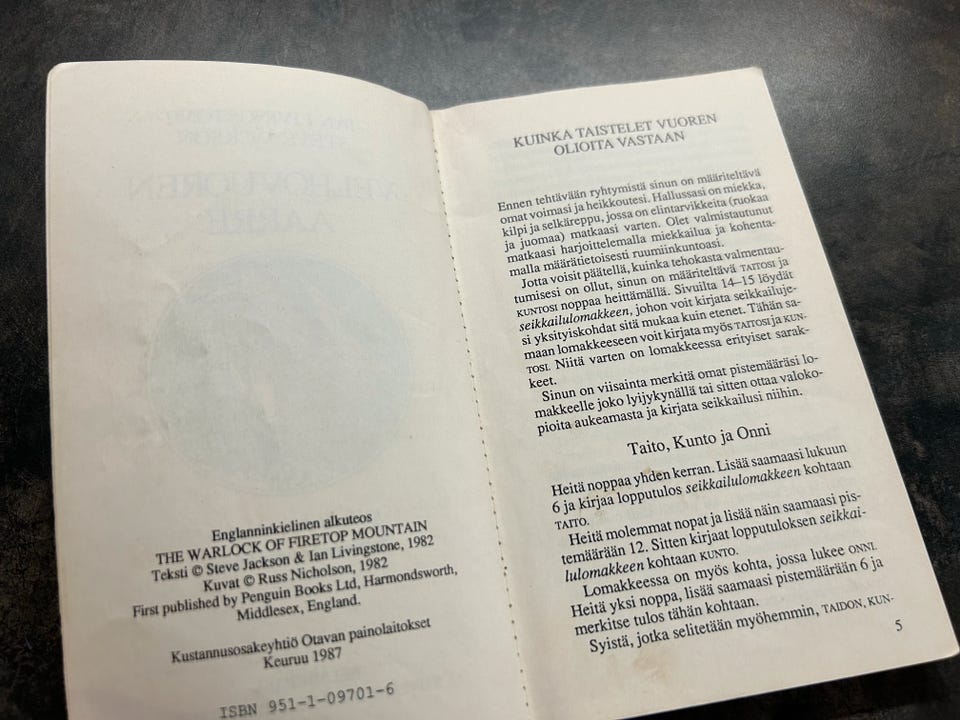 Englanninkielinen alkuteos
THE WARLOCK OF FIRETOP MOUNTAIN
Teksti © Steve Jackson & Ian Livingstone, 1982
Kuvat © Russ Nicholson, 1982
First published by Penguin Books Ltd, Harmondsworth,
Middlesex, England.
Kustannusosakeyhtiö Otavan painolaitokset
Keuruu 1987
ISBN 951-1-09701-6
KUINKA TAISTELET VUOREN
OLIOITA VASTAAN
Ennen tehtävään ryhtymistä sinun on määriteltävä
omat voimasi ja heikkoutesi. Hallussasi on miekka,
kilpi ja selkäreppu, jossa on elintarvikkeita (ruokaa
ja juomaa) matkaasi varten. Olet valmistautunut
matkaasi harjoittelemalla miekkailua ja kohenta-
malla määrätietoisesti ruumiinkuntoasi.
Jotta voisit päätellä, kuinka tehokasta valmentau-
tumisesi on ollut, sinun on määriteltävä TAITOSI ja
KUNTOSI noppaa heittämällä. Sivuilta 14–15 löydät
seikkailulomakkeen, johon voit kirjata seikkailuje-
si yksityiskohdat sitä mukaa kuin etenet. Tähän sa-
maan lomakkeeseen voit kirjata myös TAITOSI ja KUN-
TOSI. Niitä varten on lomakkeessa erityiset sarak-
keet.
Sinun on viisainta merkitä omat pistemääräsi lo-
makkeelle joko lyijykynällä tai sitten ottaa valoko-
pioita aukeamasta ja kirjata seikkailusi niihin.
Taito, Kunto ja Onni
Heitä noppaa yhden kerran. Lisää saamaasi lukuun
6 ja kirjaa lopputulos seikkailulomakkeen kohtaan
TAITO.
Heitä molemmat nopat ja lisää näin saamaasi pis-
temäärään 12. Sitten kirjaat lopputuloksen seikkai-
lulomakkeen kohtaan KUNTO.
Lomakkeessa on myös kohta, jossa lukee ONNI.
Heitä yksi noppa, lisää saamaasi pistemäärään 6 ja
merkitse tulos tähän kohtaan.
Syistä, jotka selitetään myöhemmin, TAIDON, KUN-
5